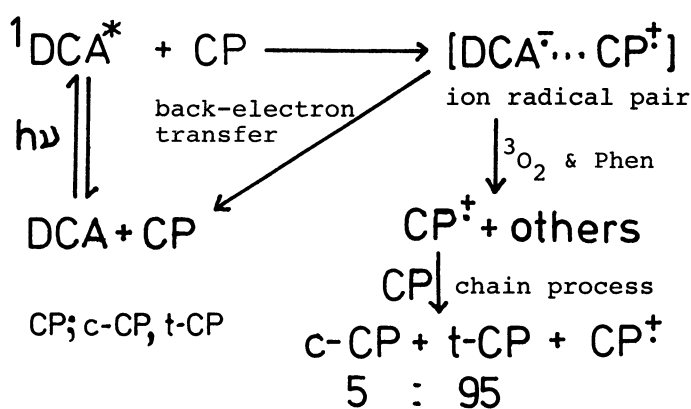 ¹DCA* + CP → [DCA⁻····CP⁺·]
back-electron
transfer
ion radical pair
hν
³O₂ & Phen
DCA + CP
CP⁺· + others
CP
chain process
CP; c-CP, t-CP
c-CP + t-CP + CP⁺·
5 : 95